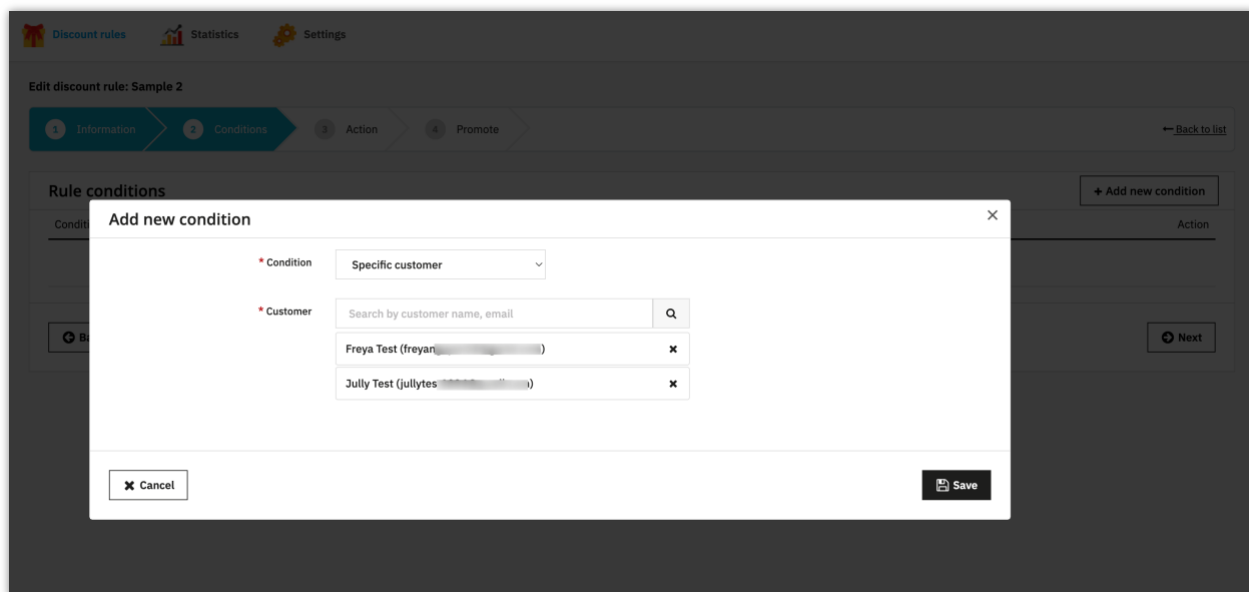 Discount rules Statistics Settings
Edit discount rule: Sample 2
1 Information 2 Conditions 3 Action 4 Promote Back to list
Rule conditions + Add new condition
Action
Add new condition
* Condition Specific customer
* Customer Search by customer name, email
Freya Test ( )
Jully Test ( )
Next
Cancel Save